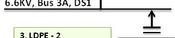 6.6KV, Bus 3A, DS1
3. LDPE - 2